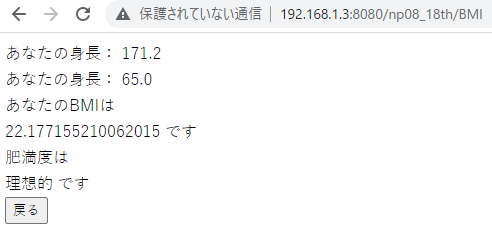 保護されていない通信 192.168.1.3:8080/np08_18th/BMI
あなたの身長： 171.2
あなたの身長： 65.0
あなたのBMIは
22.177155210062015 です
肥満度は
理想的 です
戻る